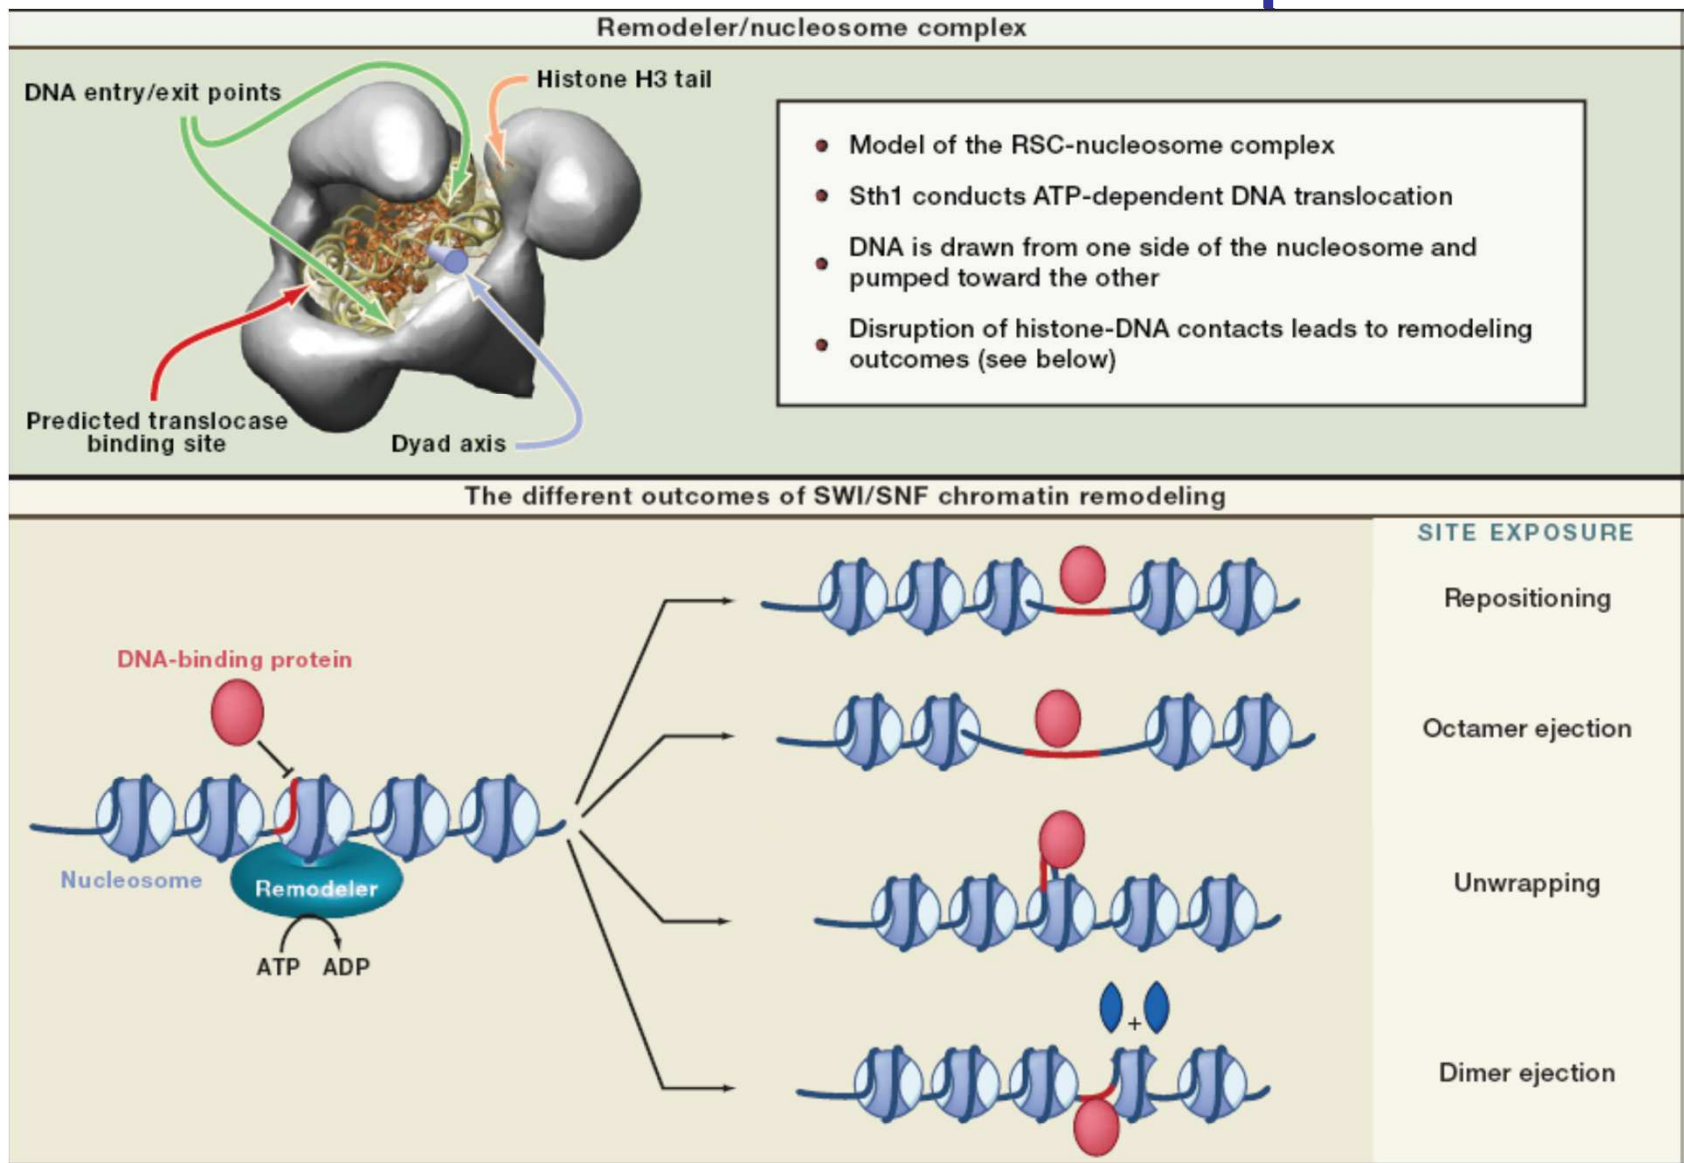 Remodeler/nucleosome complex
DNA entry/exit points
Histone H3 tail
Predicted translocase
binding site
Dyad axis
Model of the RSC-nucleosome complex
Sth1 conducts ATP-dependent DNA translocation
DNA is drawn from one side of the nucleosome and
pumped toward the other
Disruption of histone-DNA contacts leads to remodeling
outcomes (see below)
The different outcomes of SWI/SNF chromatin remodeling
SITE EXPOSURE
DNA-binding protein
Nucleosome
Remodeler
ATP ADP
Repositioning
Octamer ejection
Unwrapping
+
Dimer ejection